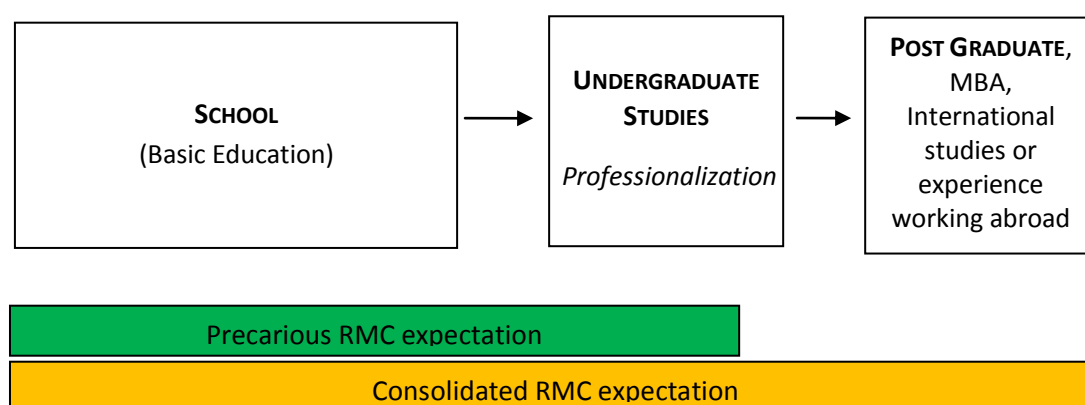 SCHOOL
(Basic Education)
UNDERGRADUATE
STUDIES
Professionalization
POST GRADUATE,
MBA,
International
studies or
experience
working abroad
Precarious RMC expectation
Consolidated RMC expectation